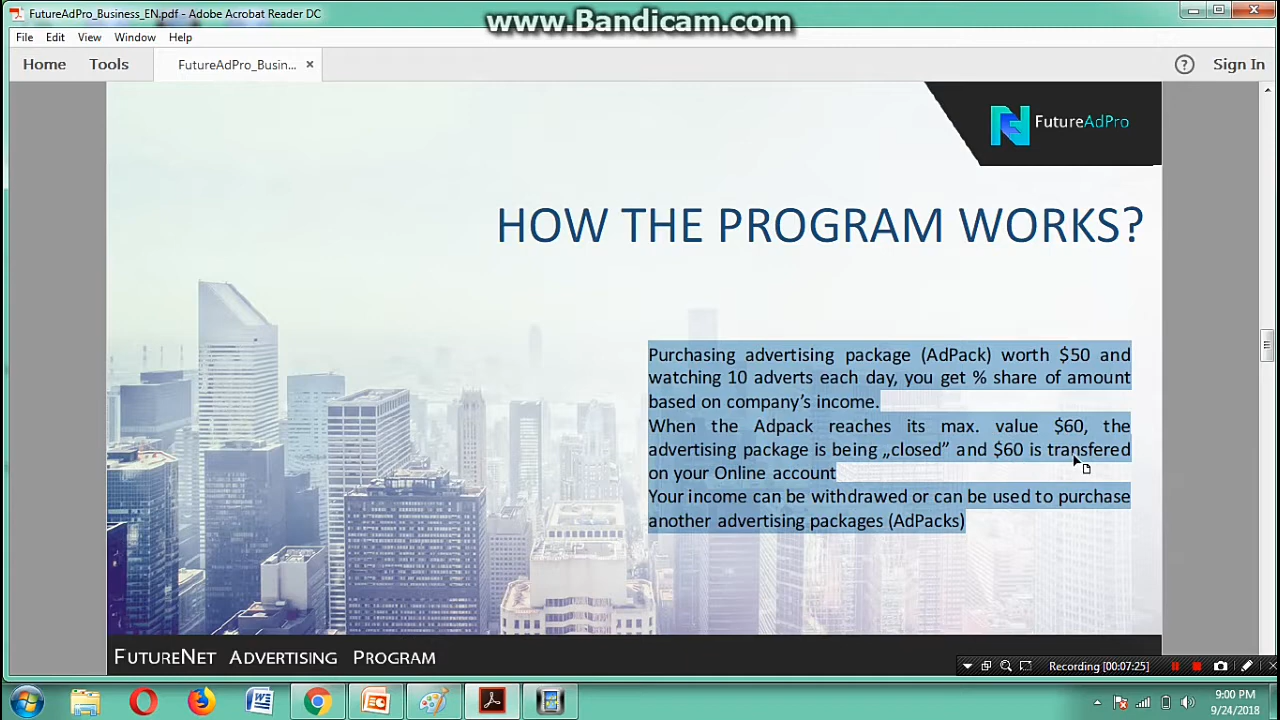 FutureAdPro_Business_EN.pdf - Adobe Acrobat Reader DC
www.Bandicam.com
File Edit View Window Help
Home Tools FutureAdPro_Busin... × ? Sign In
FutureAdPro
HOW THE PROGRAM WORKS?
Purchasing advertising package (AdPack) worth $50 and
watching 10 adverts each day, you get % share of amount
based on company’s income.
When the Adpack reaches its max. value $60, the
advertising package is being „closed” and $60 is transfered
on your Online account
Your income can be withdrawed or can be used to purchase
another advertising packages (AdPacks)
FUTURENET ADVERTISING PROGRAM
Recording [00:07:25]
9:00 PM
9/24/2018